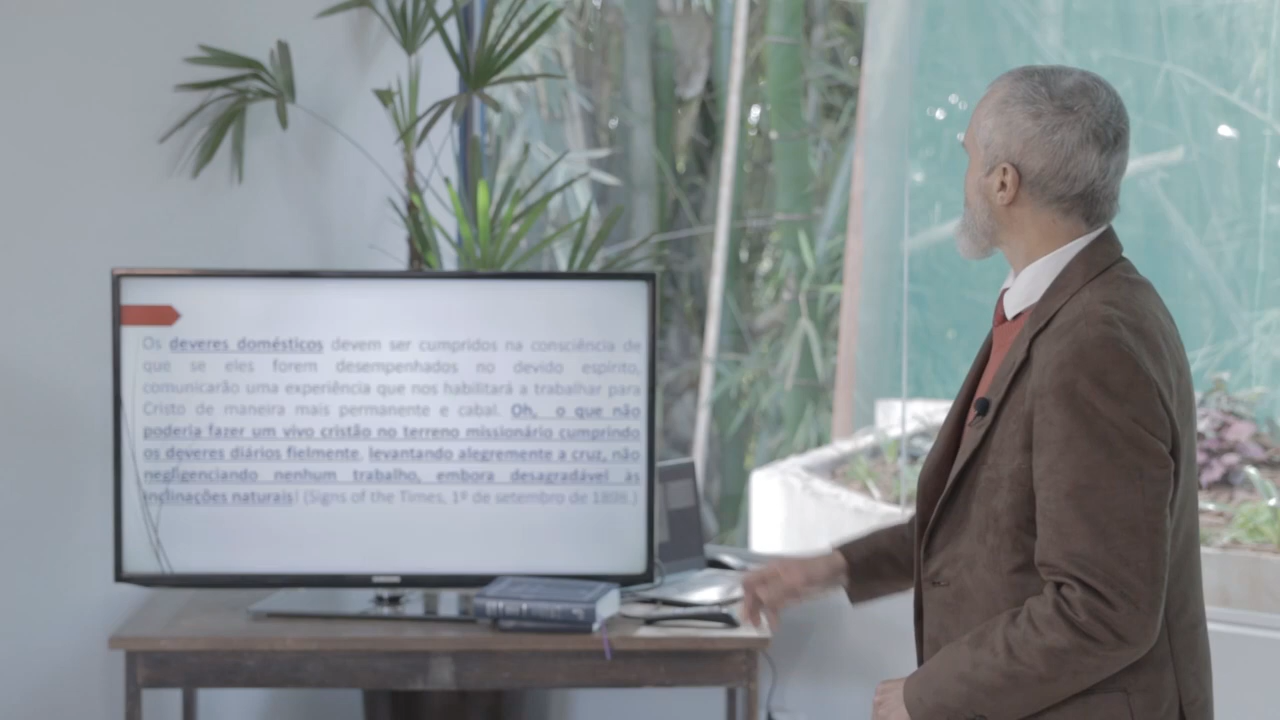 Os deveres domésticos devem ser cumpridos na consciência de
que se eles forem desempenhados no devido espírito,
comunicarão uma experiência que nos habilitará a trabalhar para
Cristo de maneira mais permanente e cabal. Oh, o que não
poderia fazer um vivo cristão no terreno missionário cumprindo
os deveres diários fielmente, levantando alegremente a cruz, não
negligenciando nenhum trabalho, embora desagradável às
inclinações naturais! (Signs of the Times, 1º de setembro de 1898.)